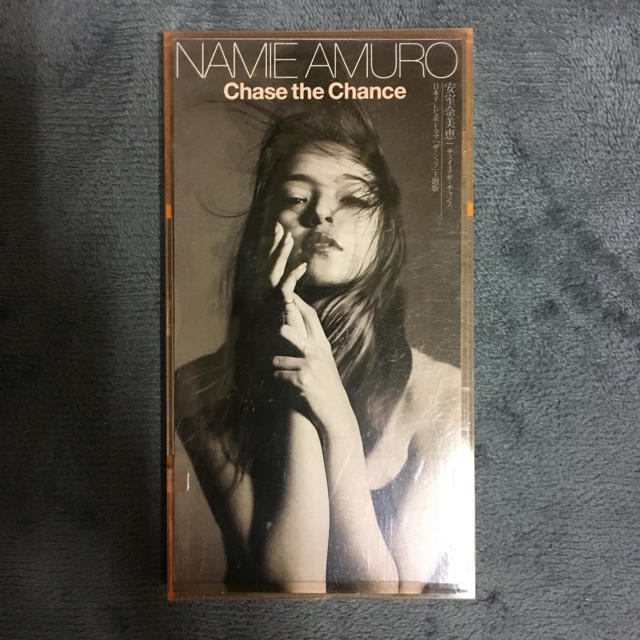 NAMIE AMURO
Chase the Chance
安室奈美恵 チェイス・ザ・チャンス
日本テレビ系ドラマ「ザ・シェフ」主題歌